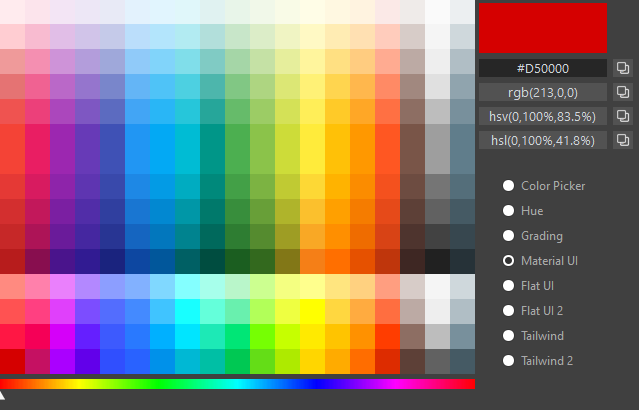 #D50000
rgb(213,0,0)
hsv(0,100%,83.5%)
hsl(0,100%,41.8%)
Color Picker
Hue
Grading
Material UI
Flat UI
Flat UI 2
Tailwind
Tailwind 2